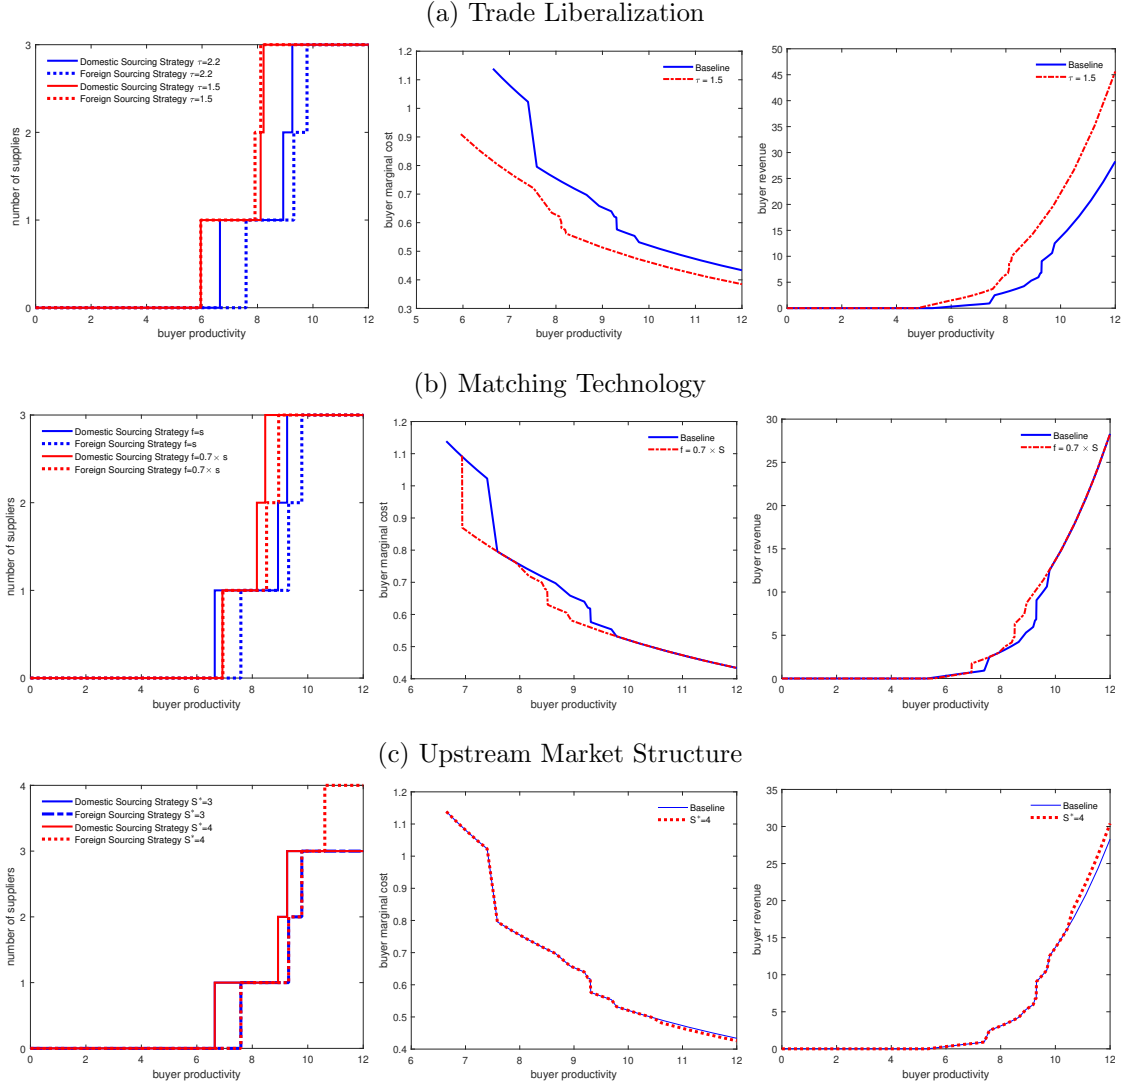 (a) Trade Liberalization
number of suppliers
3
2
1
0
Domestic Sourcing Strategy τ=2.2
Foreign Sourcing Strategy τ=2.2
Domestic Sourcing Strategy τ=1.5
Foreign Sourcing Strategy τ=1.5
0 2 4 6 8 10 12
buyer productivity
buyer marginal cost
1.2
1.1
1
0.9
0.8
0.7
0.6
0.5
0.4
0.3
Baseline
τ = 1.5
5 6 7 8 9 10 11 12
buyer productivity
buyer revenue
50
45
40
35
30
25
20
15
10
5
0
Baseline
τ = 1.5
0 2 4 6 8 10 12
buyer productivity
(b) Matching Technology
number of suppliers
3
2
1
0
Domestic Sourcing Strategy f=s
Foreign Sourcing Strategy f=s
Domestic Sourcing Strategy f=0.7× s
Foreign Sourcing Strategy f=0.7× s
0 2 4 6 8 10 12
buyer productivity
buyer marginal cost
1.2
1.1
1
0.9
0.8
0.7
0.6
0.5
0.4
Baseline
f = 0.7 × S
6 7 8 9 10 11 12
buyer productivity
buyer revenue
30
25
20
15
10
5
0
Baseline
f = 0.7 × S
0 2 4 6 8 10 12
buyer productivity
(c) Upstream Market Structure
number of suppliers
4
3
2
1
0
Domestic Sourcing Strategy S*=3
Foreign Sourcing Strategy S*=3
Domestic Sourcing Strategy S*=4
Foreign Sourcing Strategy S*=4
0 2 4 6 8 10 12
buyer productivity
buyer marginal cost
1.2
1.1
1
0.9
0.8
0.7
0.6
0.5
0.4
Baseline
S*=4
6 7 8 9 10 11 12
buyer productivity
buyer revenue
35
30
25
20
15
10
5
0
Baseline
S*=4
0 2 4 6 8 10 12
buyer productivity